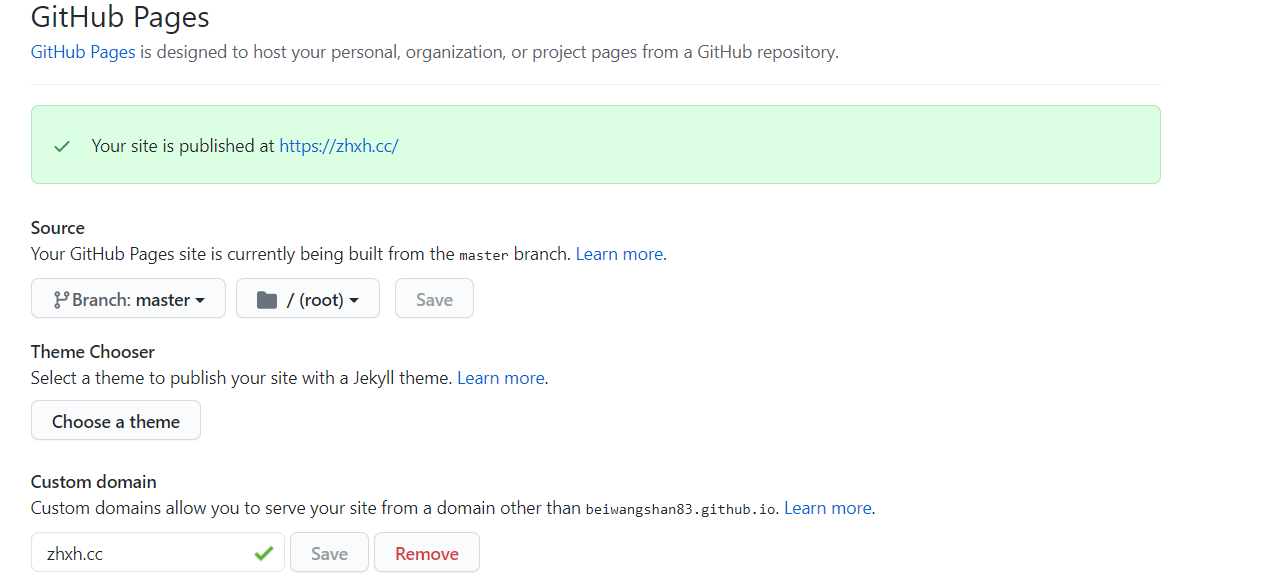 GitHub Pages
GitHub Pages is designed to host your personal, organization, or project pages from a GitHub repository.
Your site is published at https://zhxh.cc/
Source
Your GitHub Pages site is currently being built from the master branch. Learn more.
Branch: master / (root) Save
Theme Chooser
Select a theme to publish your site with a Jekyll theme. Learn more.
Choose a theme
Custom domain
Custom domains allow you to serve your site from a domain other than beiwangshan83.github.io. Learn more.
zhxh.cc Save Remove